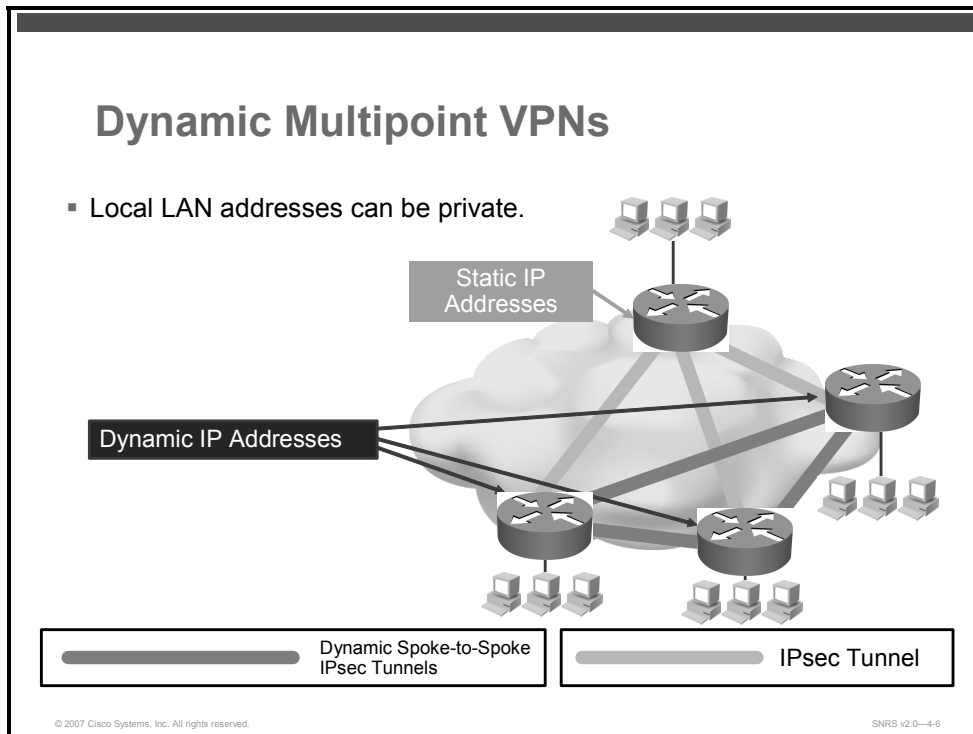 Dynamic Multipoint VPNs
▪ Local LAN addresses can be private.
Static IP
Addresses
Dynamic IP Addresses
Dynamic Spoke-to-Spoke
IPsec Tunnels
IPsec Tunnel
© 2007 Cisco Systems, Inc. All rights reserved.
SNRS v2.0—4-6